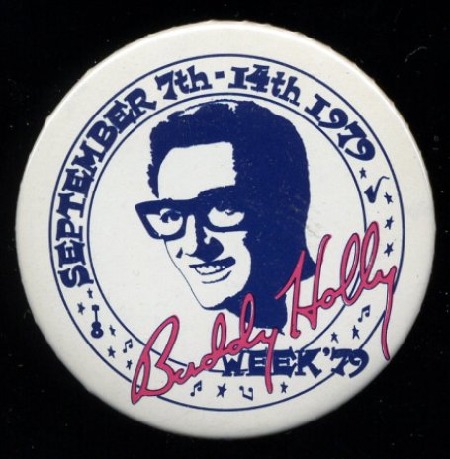 SEPTEMBER 7th-14th 1979
Buddy Holly
WEEK '79